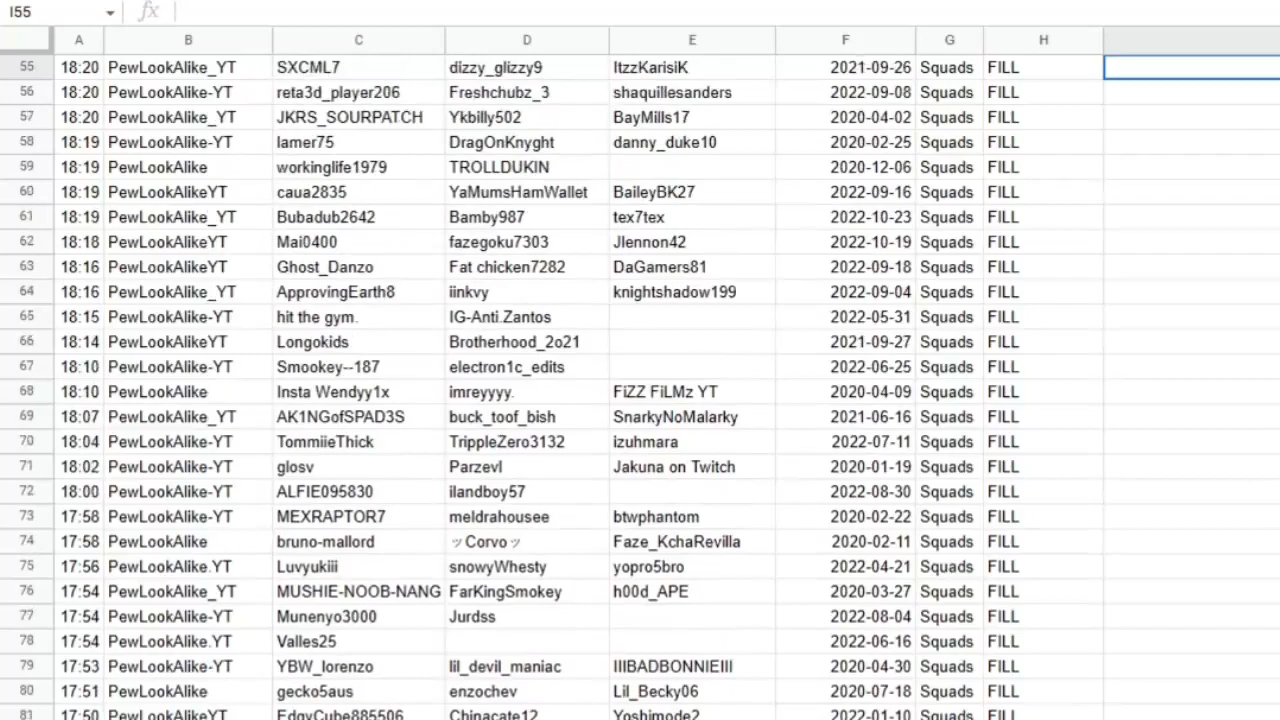 I55 fx
A B C D E F G H
55 18:20 PewLookAlike_YT SXCML7 dizzy_glizzy9 ItzzKarisiK 2021-09-26 Squads FILL
56 18:20 PewLookAlike-YT reta3d_player206 Freshchubz_3 shaquillesanders 2022-09-08 Squads FILL
57 18:20 PewLookAlike_YT JKRS_SOURPATCH Ykbilly502 BayMills17 2020-04-02 Squads FILL
58 18:19 PewLookAlike-YT lamer75 DragOnKnyght danny_duke10 2020-02-25 Squads FILL
59 18:19 PewLookAlike workinglife1979 TROLLDUKIN 2020-12-06 Squads FILL
60 18:19 PewLookAlikeYT caua2835 YaMumsHamWallet BaileyBK27 2022-09-16 Squads FILL
61 18:19 PewLookAlike_YT Bubadub2642 Bamby987 tex7tex 2022-10-23 Squads FILL
62 18:18 PewLookAlikeYT Mai0400 fazegoku7303 Jlennon42 2022-10-19 Squads FILL
63 18:16 PewLookAlikeYT Ghost_Danzo Fat chicken7282 DaGamers81 2022-09-18 Squads FILL
64 18:16 PewLookAlike_YT ApprovingEarth8 iinkvy knightshadow199 2022-09-04 Squads FILL
65 18:15 PewLookAlike-YT hit the gym. IG-Anti.Zantos 2022-05-31 Squads FILL
66 18:14 PewLookAlikeYT Longokids Brotherhood_2o21 2021-09-27 Squads FILL
67 18:10 PewLookAlike-YT Smookey--187 electron1c_edits 2022-06-25 Squads FILL
68 18:10 PewLookAlike Insta Wendyy1x imreyyyy. FiZZ FiLMz YT 2020-04-09 Squads FILL
69 18:07 PewLookAlike_YT AK1NGofSPAD3S buck_toof_bish SnarkyNoMalarky 2021-06-16 Squads FILL
70 18:04 PewLookAlike-YT TommiieThick TrippleZero3132 izuhmara 2022-07-11 Squads FILL
71 18:02 PewLookAlike-YT glosv Parzevl Jakuna on Twitch 2020-01-19 Squads FILL
72 18:00 PewLookAlike-YT ALFIE095830 ilandboy57 2022-08-30 Squads FILL
73 17:58 PewLookAlike-YT MEXRAPTOR7 meldrahousee btwphantom 2020-02-22 Squads FILL
74 17:58 PewLookAlike bruno-mallord ッCorvoッ Faze_KchaRevilla 2020-02-11 Squads FILL
75 17:56 PewLookAlike.YT Luvyukiii snowyWhesty yopro5bro 2022-04-21 Squads FILL
76 17:54 PewLookAlike_YT MUSHIE-NOOB-NANG FarKingSmokey h00d_APE 2020-03-27 Squads FILL
77 17:54 PewLookAlike-YT Munenyo3000 Jurdss 2022-08-04 Squads FILL
78 17:54 PewLookAlike.YT Valles25 2022-06-16 Squads FILL
79 17:53 PewLookAlike-YT YBW_lorenzo lil_devil_maniac IIIBADBONNIEIII 2020-04-30 Squads FILL
80 17:51 PewLookAlike gecko5aus enzochev Lil_Becky06 2020-07-18 Squads FILL
81 17:50 PewLookAlikeYT EdgyCube885506 Chinacate12 Yoshimode2 2022-01-10 Squads FILL